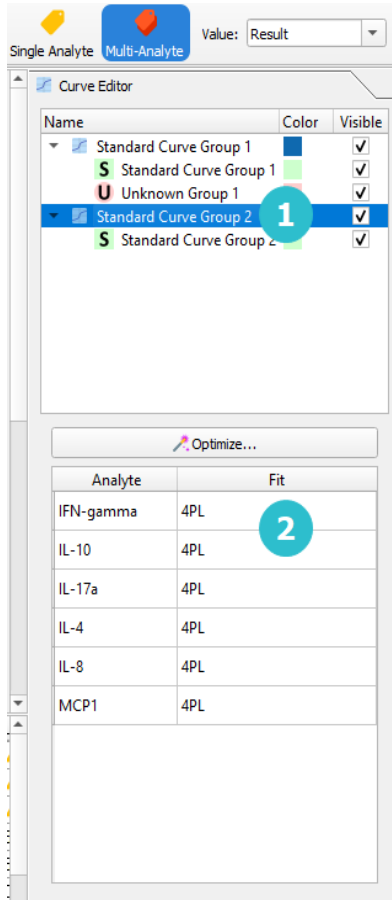 Single Analyte Multi-Analyte Value: Result
Curve Editor
Name Color Visible
Standard Curve Group 1
S Standard Curve Group 1
U Unknown Group 1
Standard Curve Group 2 1
S Standard Curve Group 2
Optimize...
Analyte Fit
IFN-gamma 4PL
2
IL-10 4PL
IL-17a 4PL
IL-4 4PL
IL-8 4PL
MCP1 4PL